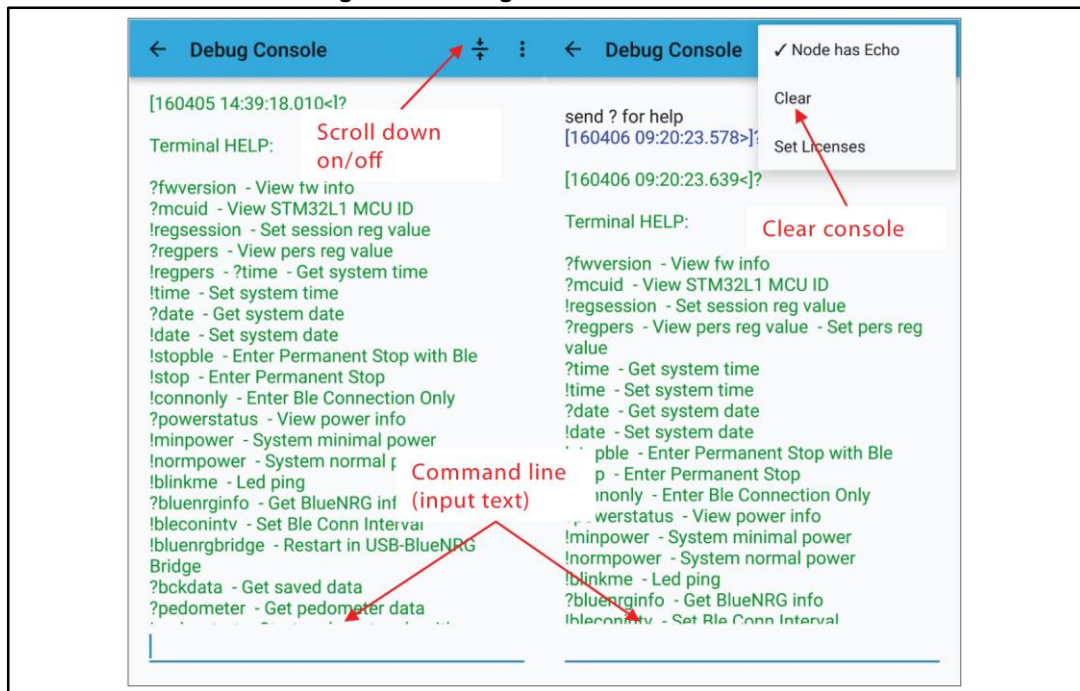 Debug Console
[160405 14:39:18.010<]?
Scroll down
on/off
Terminal HELP:
?fwversion - View fw info
?mcuid - View STM32L1 MCU ID
!regsession - Set session reg value
?regpers - View pers reg value
!regpers - ?time - Get system time
!time - Set system time
?date - Get system date
!date - Set system date
!stopble - Enter Permanent Stop with Ble
!stop - Enter Permanent Stop
!connonly - Enter Ble Connection Only
?powerstatus - View power info
!minpower - System minimal power
!normpower - System normal
!blinkme - Led ping
?bluenrginfo - Get BlueNRG inf
!bleconintv - Set Ble Conn Interval
!bluenrgbridge - Restart in USB-BlueNRG
Bridge
?bckdata - Get saved data
?pedometer - Get pedometer data
Command line
(input text)
Debug Console
✓ Node has Echo
Clear
Set Licenses
send ? for help
[160406 09:20:23.578>]?
[160406 09:20:23.639<]?
Clear console
Terminal HELP:
?fwversion - View fw info
?mcuid - View STM32L1 MCU ID
!regsession - Set session reg value
?regpers - View pers reg value - Set pers reg
value
?time - Get system time
!time - Set system time
?date - Get system date
!date - Set system date
pble - Enter Permanent Stop with Ble
p - Enter Permanent Stop
nnonly - Enter Ble Connection Only
werstatus - View power info
!minpower - System minimal power
!normpower - System normal power
!blinkme - Led ping
?bluenrginfo - Get BlueNRG info
!bleconintv - Set Ble Conn Interval